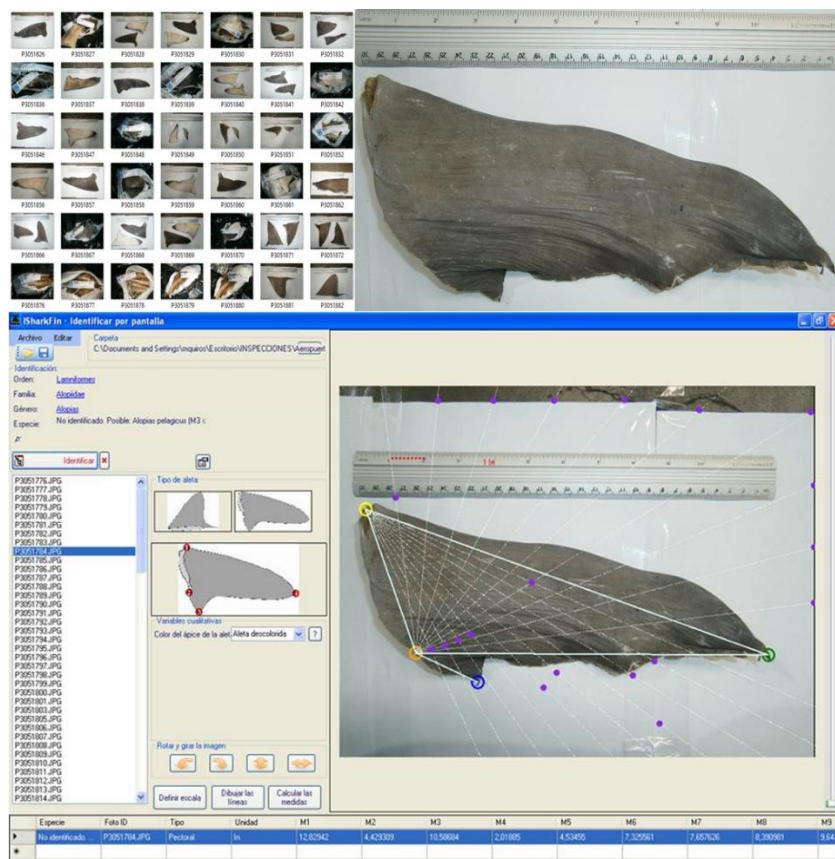 P3051826 P3051827 P3051828 P3051829 P3051830 P3051831 P3051832
P3051836 P3051837 P3051838 P3051839 P3051840 P3051841 P3051842
P3051846 P3051847 P3051848 P3051849 P3051850 P3051851 P3051852
P3051856 P3051857 P3051858 P3051859 P3051860 P3051861 P3051862
P3051866 P3051867 P3051868 P3051869 P3051870 P3051871 P3051872
P3051876 P3051877 P3051878 P3051879 P3051880 P3051881 P3051882
iSharkFin - Identificar por pantalla
Archivo Editar
Carpeta
C:\Documents and Settings\mquiros\Escritorio\INSPECCIONES\Aeropuert
Identificación
Orden: Lamniformes
Familia: Alopiidae
Género: Alopias
Especie: No identificado. Posible: Alopias pelagicus (M3 <
p:
Identificar
P3051776.JPG
P3051777.JPG
P3051778.JPG
P3051779.JPG
P3051780.JPG
P3051781.JPG
P3051782.JPG
P3051783.JPG
P3051784.JPG
P3051785.JPG
P3051786.JPG
P3051787.JPG
P3051788.JPG
P3051789.JPG
P3051790.JPG
P3051791.JPG
P3051792.JPG
P3051793.JPG
P3051794.JPG
P3051795.JPG
P3051796.JPG
P3051797.JPG
P3051798.JPG
P3051799.JPG
P3051800.JPG
P3051801.JPG
P3051803.JPG
P3051804.JPG
P3051805.JPG
P3051806.JPG
P3051807.JPG
P3051808.JPG
P3051809.JPG
P3051810.JPG
P3051811.JPG
P3051812.JPG
P3051813.JPG
P3051814.JPG
Tipo de aleta
1
2
3
4
Variables cualitativas
Color del ápice de la alet Aleta descolorida ?
Rotar y girar la imagen
Definir escala
Dibujar las líneas
Calcular las medidas
Especie Foto ID Tipo Unidad M1 M2 M3 M4 M5 M6 M7 M8 M9
No identificado. ... P3051784.JPG Pectoral In 12,82942 4,429309 10,58684 2,01885 4,53455 7,325561 7,657626 8,390981 9,64